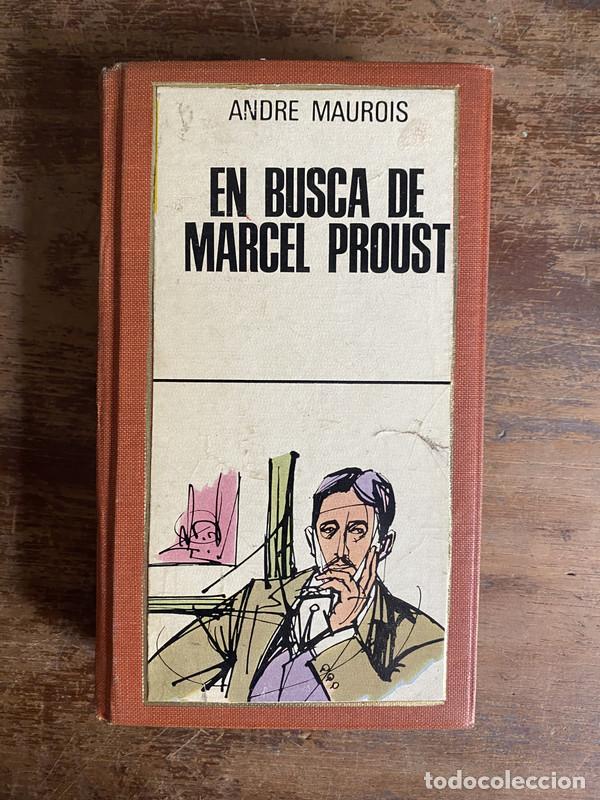 ANDRE MAUROIS
EN BUSCA DE
MARCEL PROUST
todocoleccion